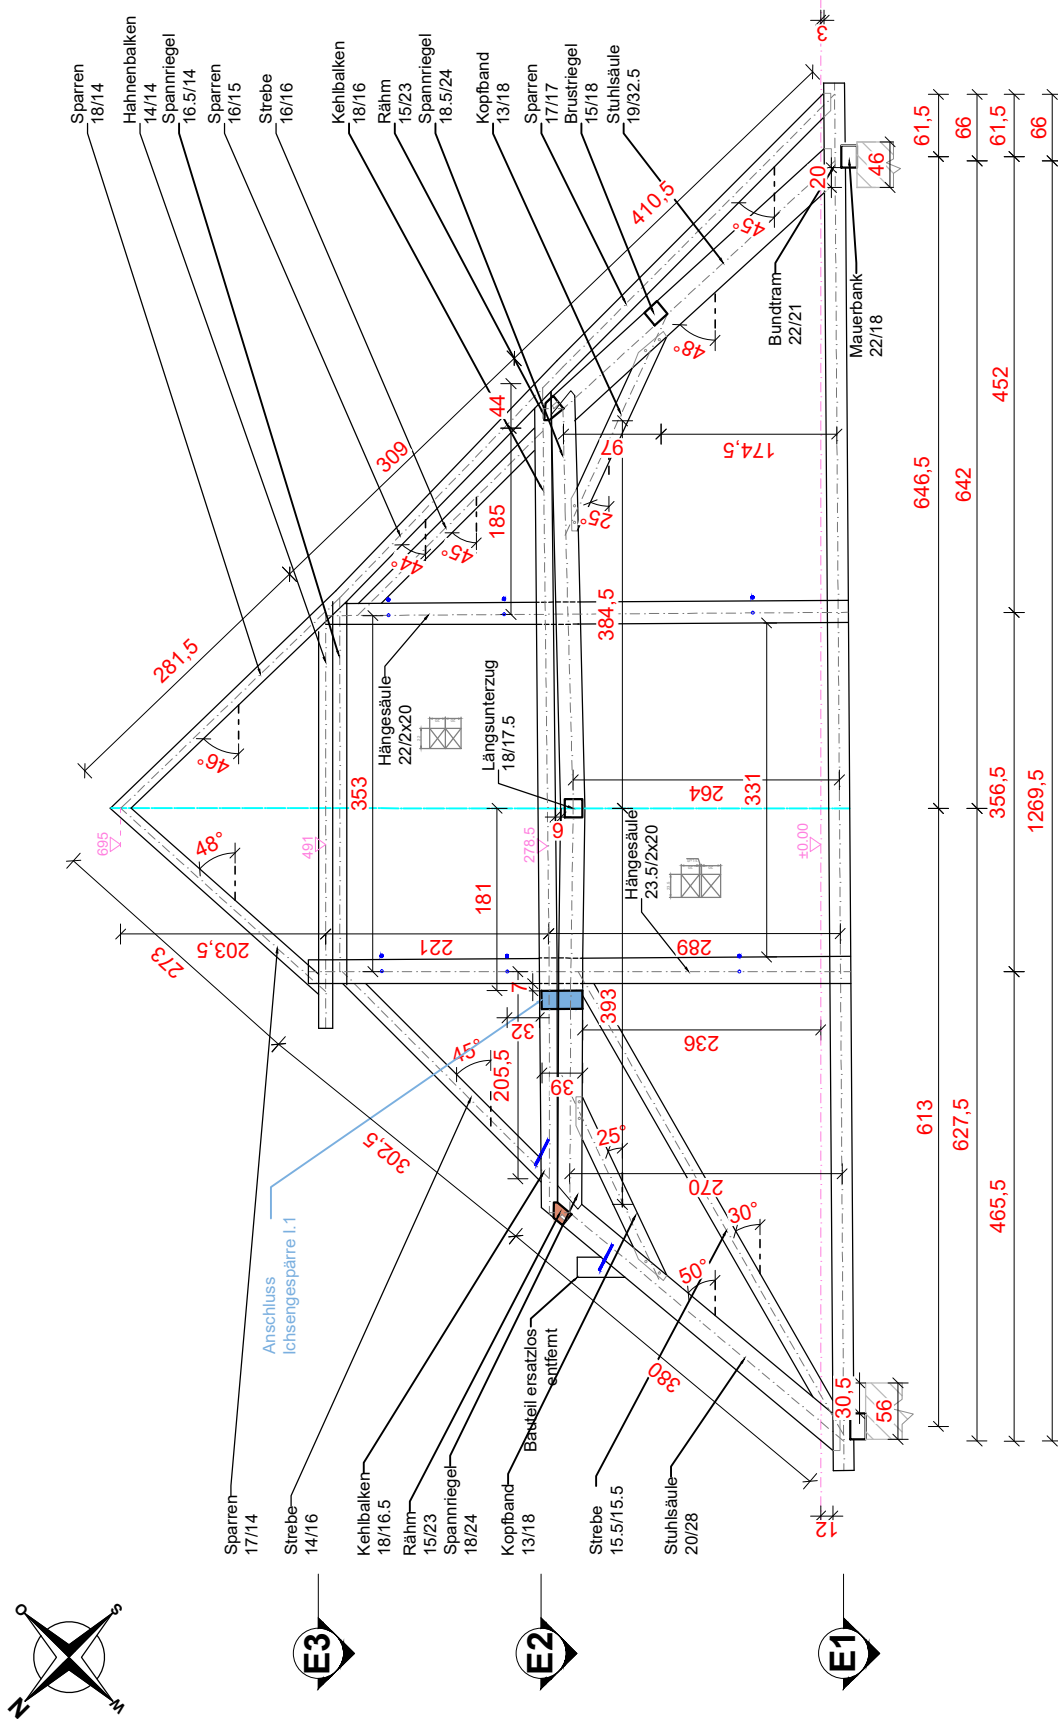 Sparren
18/14
Hahnenbalken
14/14
Spannriegel
16.5/14
Sparren
16/15
Strebe
16/16
Kehlbalken
18/16
Rähm
15/23
Spannriegel
18.5/24
Kopfband
13/18
Sparren
17/17
Brustriegel
15/18
Stuhlsäule
19/32.5
3
61,5
66
61,5
66
46
20
410,5
45°
48°
Bundtram
22/21
Mauerbank
22/18
44
309
97
174,5
185
25°
45°
44°
452
646,5
642
384,5
281,5
46°
Hängesäule
22/2x20
Längsunterzug
18/17.5
353
264
331
356,5
1269,5
695
491
278.5
±0,00
48°
6
181
Hängesäule
23.5/2x20
203,5
221
289
273
7
32
393
236
45°
205,5
39
25°
302,5
270
30°
50°
613
627,5
465,5
Anschluss
Ichsengespärre I.1
Bauteil ersatzlos
entfernt
380
30,5
56
12
Sparren
17/14
Strebe
14/16
Kehlbalken
18/16.5
Rähm
15/23
Spannriegel
18/24
Kopfband
13/18
Strebe
15.5/15.5
Stuhlsäule
20/28
N
O
S
W
E3
E2
E1